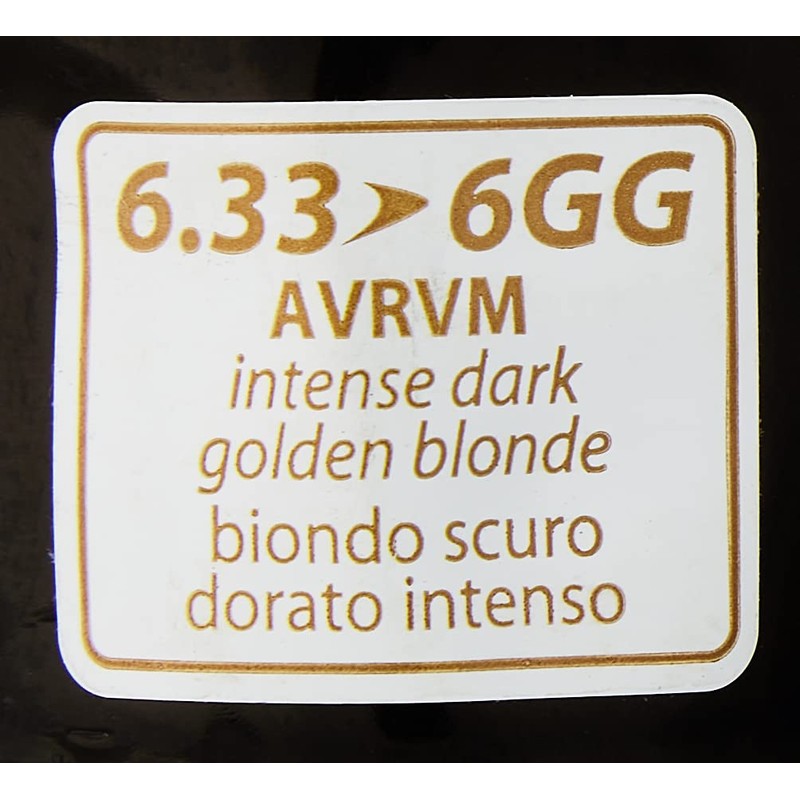 6.33➤6GG
AVRVM
intense dark
golden blonde
biondo scuro
dorato intenso